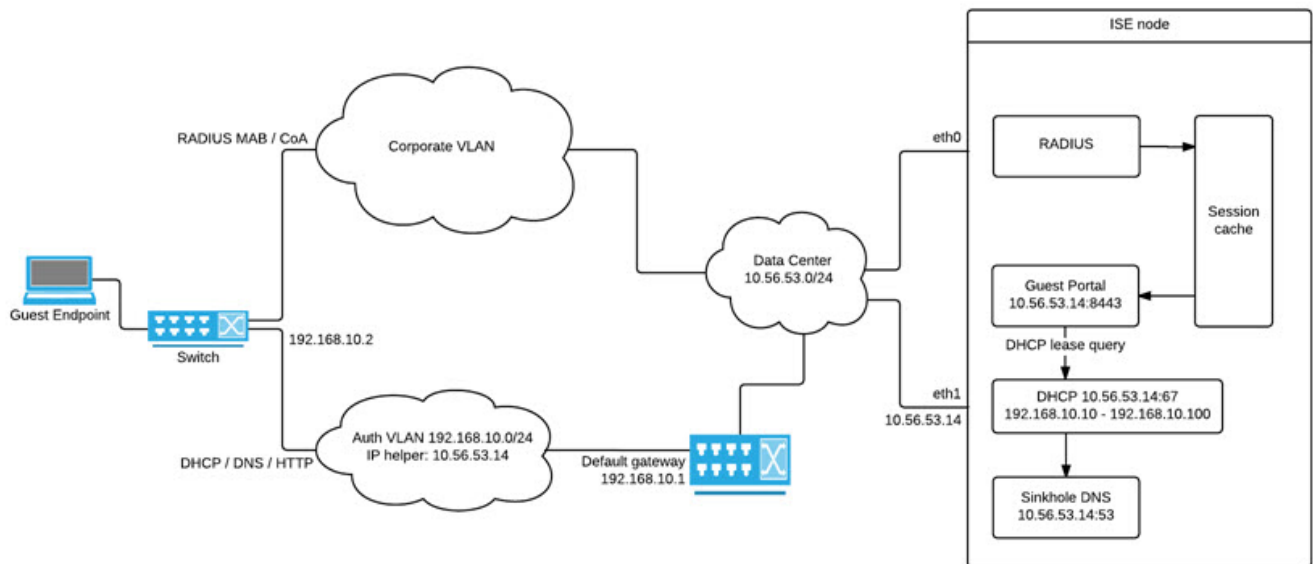 ISE node
RADIUS MAB / CoA
Corporate VLAN
eth0
RADIUS
Session
cache
Data Center
10.56.53.0/24
Guest Portal
10.56.53.14:8443
Guest Endpoint
192.168.10.2
Switch
DHCP lease query
eth1
10.56.53.14
DHCP 10.56.53.14:67
192.168.10.10 - 192.168.10.100
Auth VLAN 192.168.10.0/24
IP helper: 10.56.53.14
DHCP / DNS / HTTP
Default gateway
192.168.10.1
Sinkhole DNS
10.56.53.14:53